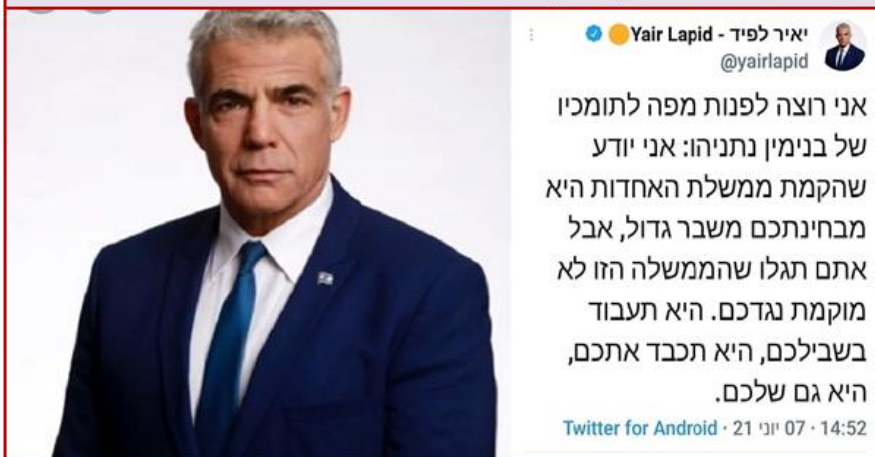 יאיר לפיד - Yair Lapid
@yairlapid
אני רוצה לפנות מפה לתומכיו
של בנימין נתניהו: אני יודע
שהקמת ממשלת האחדות היא
מבחינתכם משבר גדול, אבל
אתם תגלו שהממשלה הזו לא
מוקמת נגדכם. היא תעבוד
בשבילכם, היא תכבד אתכם,
היא גם שלכם.
14:52 · 07 יוני 21 · Twitter for Android